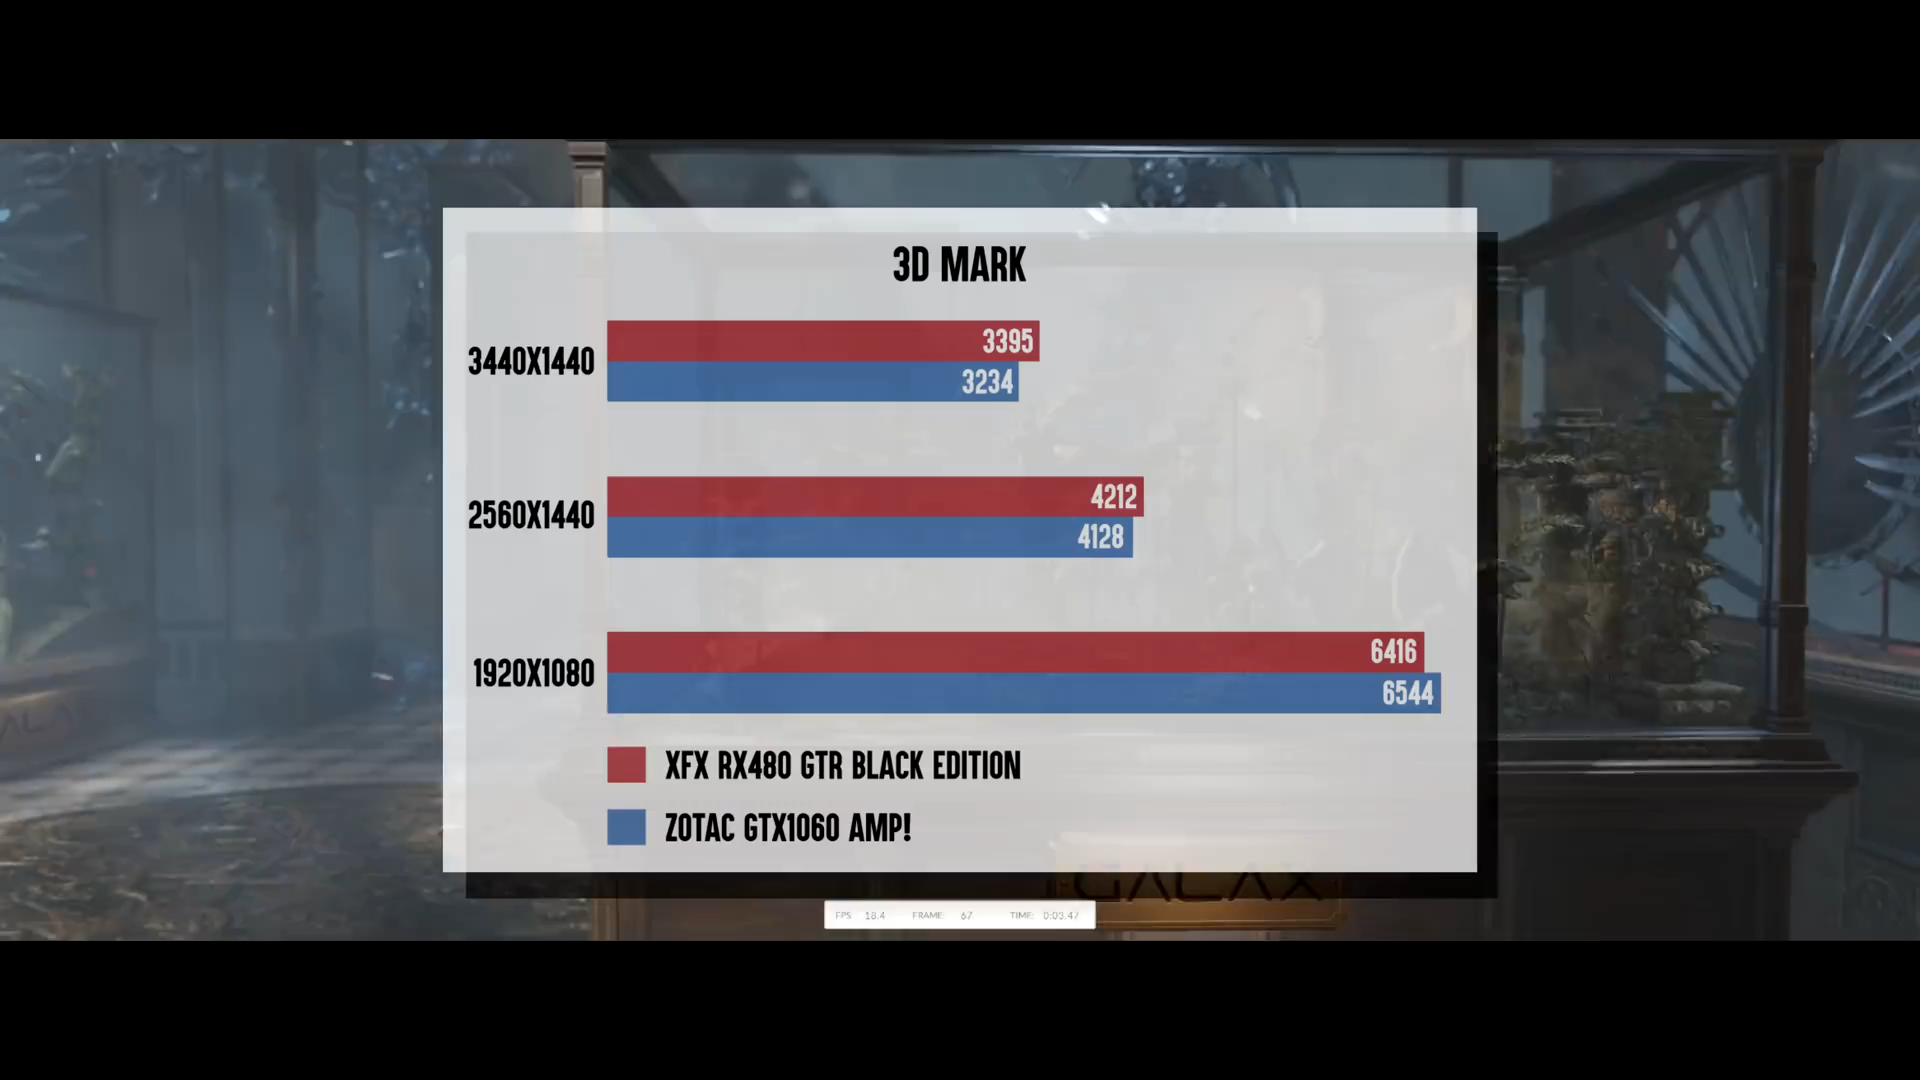 3D MARK
3440X1440
3395
3234
2560X1440
4212
4128
1920X1080
6416
6544
XFX RX480 GTR BLACK EDITION
ZOTAC GTX1060 AMP!
GALAX
FPS: 18.4 FRAME: 67 TIME: 0:03.47